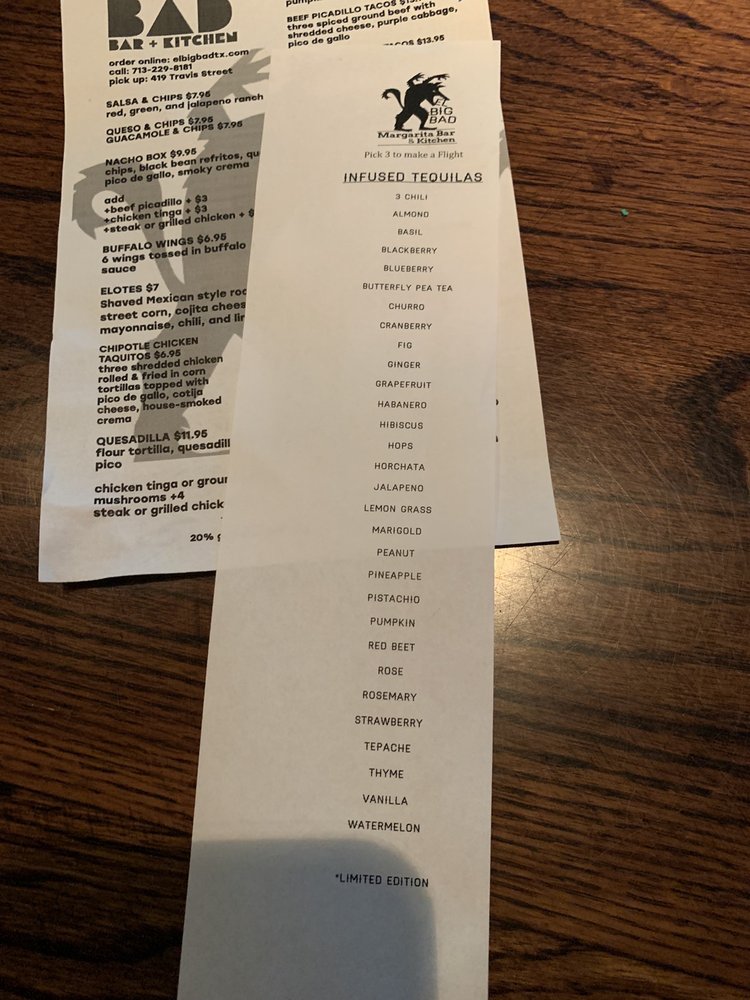 BAD
BAR + KITCHEN
order online: elbigbadtx.com
call: 713-229-8181
pick up: 419 Travis Street
SALSA & CHIPS $7.95
red, green, and jalapeno ranch
QUESO & CHIPS $7.95
GUACAMOLE & CHIPS $7.95
NACHO BOX $9.95
chips, black bean refritos,
pico de gallo, smoky crema
add
+beef picadillo + $3
+chicken tinga + $3
+steak or grilled chicken + $
BUFFALO WINGS $6.95
6 wings tossed in buffalo
sauce
ELOTES $7
Shaved Mexican style
street corn, cojita
mayonnaise, chili, and
CHIPOTLE CHICKEN
TAQUITOS $6.95
three shredded chicken
rolled & fried in corn
tortillas topped with
pico de gallo, cotija
cheese, house-smoked
crema
QUESADILLA $11.95
flour tortilla,
pico
chicken tinga or
mushrooms +4
steak or grilled
20%
BEEF PICADILLO TACOS
three spiced ground beef with
shredded cheese, purple cabbage,
pico de gallo
$13.95
EL
BIG
BAD
Margarita Bar
& Kitchen
Pick 3 to make a Flight
INFUSED TEQUILAS
3 CHILI
ALMOND
BASIL
BLACKBERRY
BLUEBERRY
BUTTERFLY PEA TEA
CHURRO
CRANBERRY
FIG
GINGER
GRAPEFRUIT
HABANERO
HIBISCUS
HOPS
HORCHATA
JALAPENO
LEMON GRASS
MARIGOLD
PEANUT
PINEAPPLE
PISTACHIO
PUMPKIN
RED BEET
ROSE
ROSEMARY
STRAWBERRY
TEPACHE
THYME
VANILLA
WATERMELON
*LIMITED EDITION